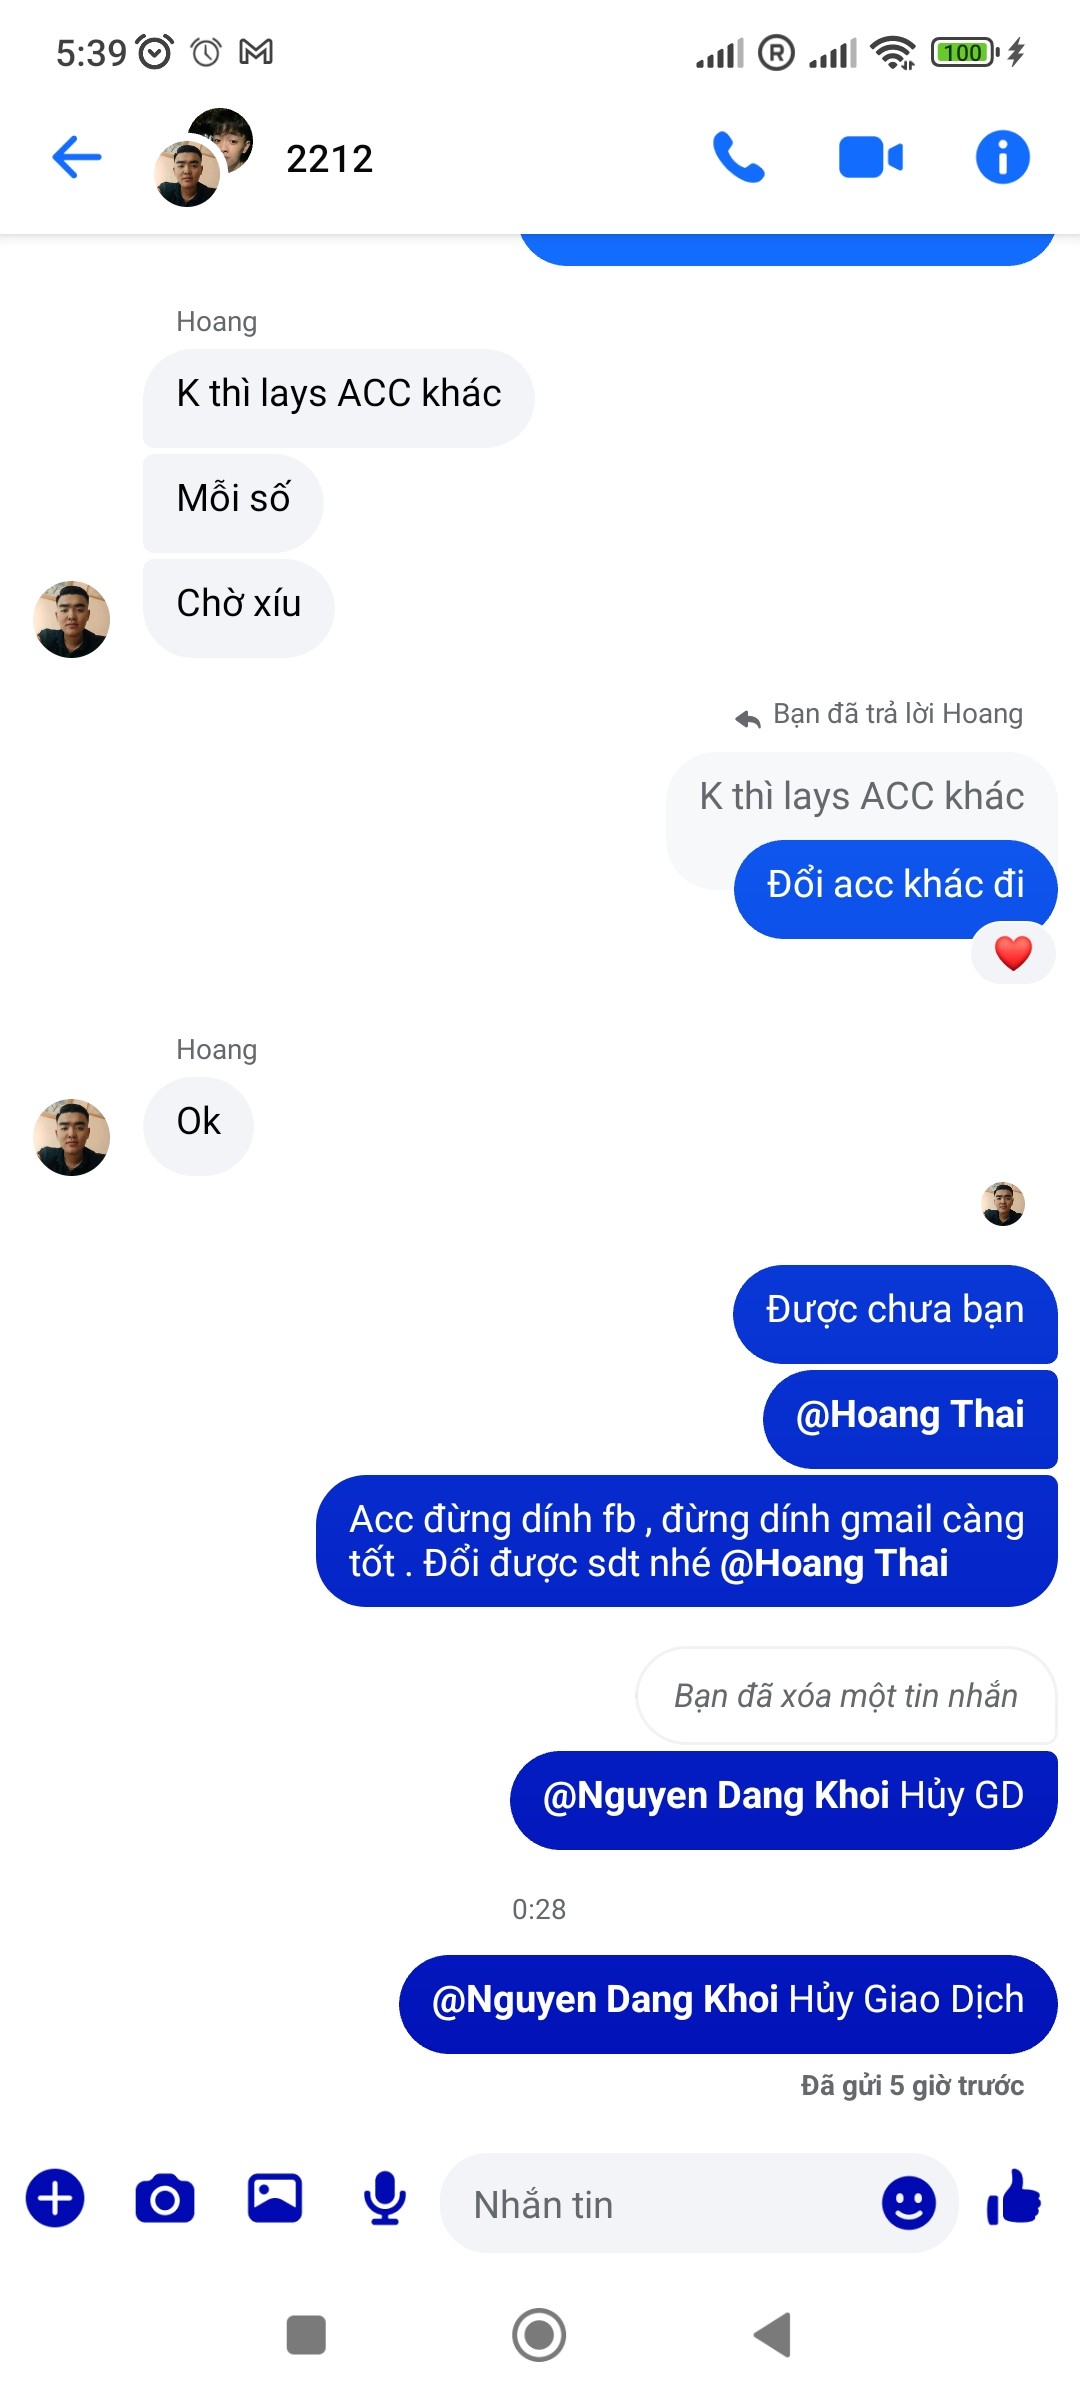 5:39
100
2212
Hoang
K thì lays ACC khác
Mỗi số
Chờ xíu
Bạn đã trả lời Hoang
K thì lays ACC khác
Đổi acc khác đi
Hoang
Ok
Được chưa bạn
@Hoang Thai
Acc đừng dính fb , đừng dính gmail càng
tốt . Đổi được sdt nhé @Hoang Thai
Bạn đã xóa một tin nhắn
@Nguyen Dang Khoi Hủy GD
0:28
@Nguyen Dang Khoi Hủy Giao Dịch
Đã gửi 5 giờ trước
Nhắn tin